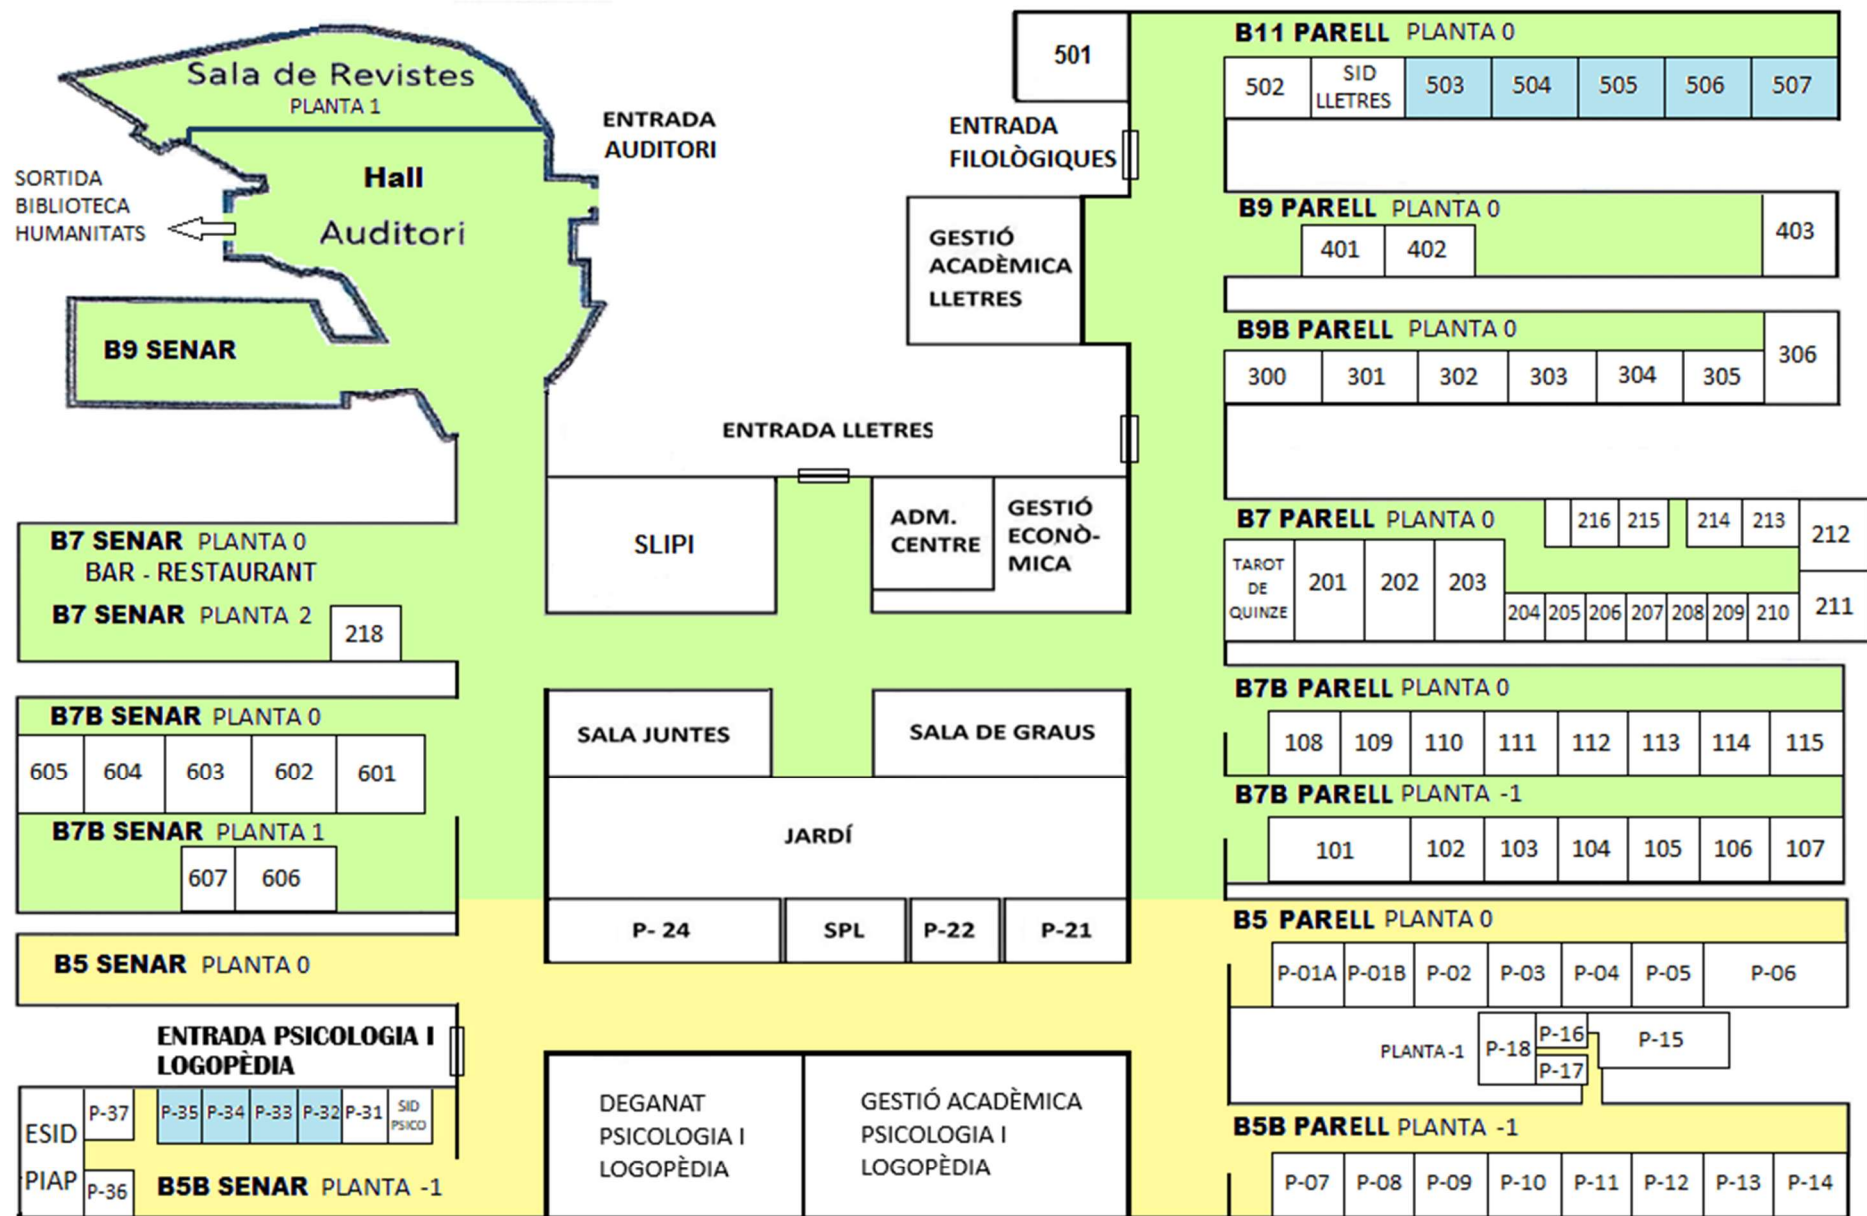 Sala de Revistes
PLANTA 1
Hall
Auditori
ENTRADA
AUDITORI
SORTIDA
BIBLIOTECA
HUMANITATS
B9 SENAR
501
ENTRADA
FILOLÒGIQUES
GESTIÓ
ACADÈMICA
LLETRES
ENTRADA LLETRES
SLIPI
ADM.
CENTRE
GESTIÓ
ECONÒ-
MICA
B7 SENAR PLANTA 0
BAR - RESTAURANT
B7 SENAR PLANTA 2
218
B7B SENAR PLANTA 0
605 604 603 602 601
B7B SENAR PLANTA 1
607 606
SALA JUNTES
SALA DE GRAUS
JARDÍ
P- 24 SPL P-22 P-21
B5 SENAR PLANTA 0
ENTRADA PSICOLOGIA I
LOGOPÈDIA
ESID
PIAP
P-37 P-35 P-34 P-33 P-32 P-31 SID
PSICO
P-36
B5B SENAR PLANTA -1
DEGANAT
PSICOLOGIA I
LOGOPÈDIA
GESTIÓ ACADÈMICA
PSICOLOGIA I
LOGOPÈDIA
B11 PARELL PLANTA 0
502 SID
LLETRES
503 504 505 506 507
B9 PARELL PLANTA 0
401 402 403
B9B PARELL PLANTA 0
300 301 302 303 304 305 306
B7 PARELL PLANTA 0
216 215 214 213 212
TAROT
DE
QUINZE
201 202 203
204 205 206 207 208 209 210 211
B7B PARELL PLANTA 0
108 109 110 111 112 113 114 115
B7B PARELL PLANTA -1
101 102 103 104 105 106 107
B5 PARELL PLANTA 0
P-01A P-01B P-02 P-03 P-04 P-05 P-06
PLANTA -1 P-18 P-16 P-15
P-17
B5B PARELL PLANTA -1
P-07 P-08 P-09 P-10 P-11 P-12 P-13 P-14